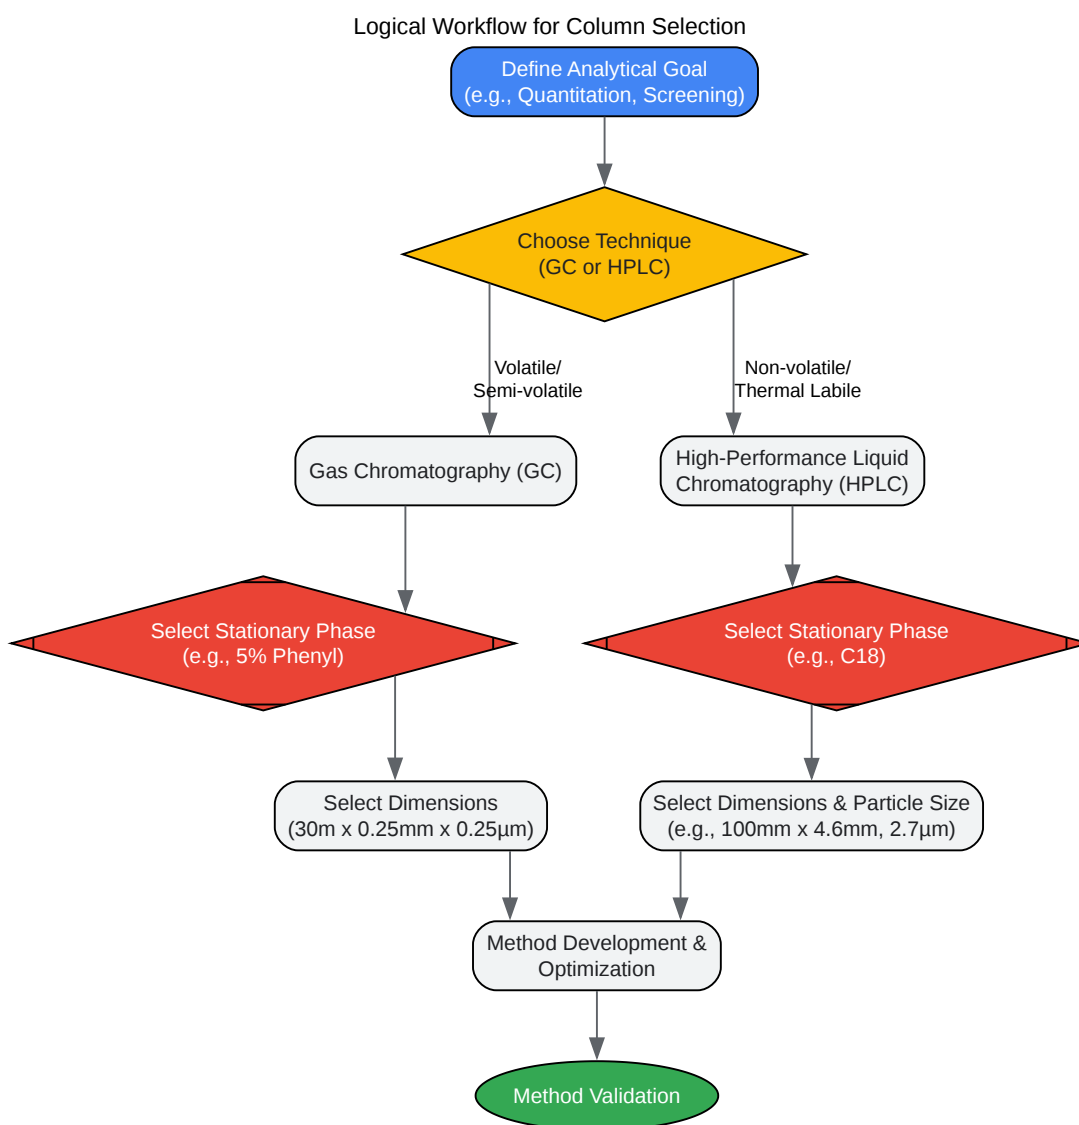 Logical Workflow for Column Selection
Define Analytical Goal
(e.g., Quantitation, Screening)
Choose Technique
(GC or HPLC)
Volatile/
Semi-volatile
Non-volatile/
Thermal Labile
Gas Chromatography (GC)
High-Performance Liquid
Chromatography (HPLC)
Select Stationary Phase
(e.g., 5% Phenyl)
Select Stationary Phase
(e.g., C18)
Select Dimensions
(30m x 0.25mm x 0.25µm)
Select Dimensions & Particle Size
(e.g., 100mm x 4.6mm, 2.7µm)
Method Development &
Optimization
Method Validation